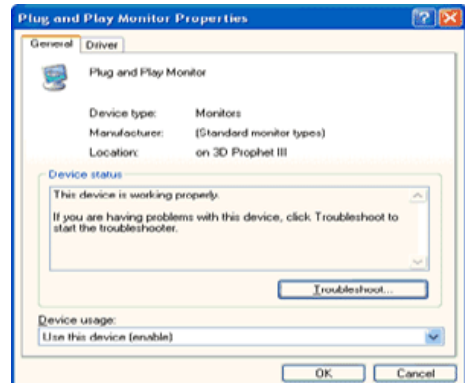 Plug and Play Monitor Properties
General Driver
Plug and Play Monitor
Device type: Monitors
Manufacturer: (Standard monitor types)
Location: on 3D Prophet III
Device status
This device is working properly.
If you are having problems with this device, click Troubleshoot to
start the troubleshooter.
Troubleshoot...
Device usage:
Use this device (enable)
OK Cancel